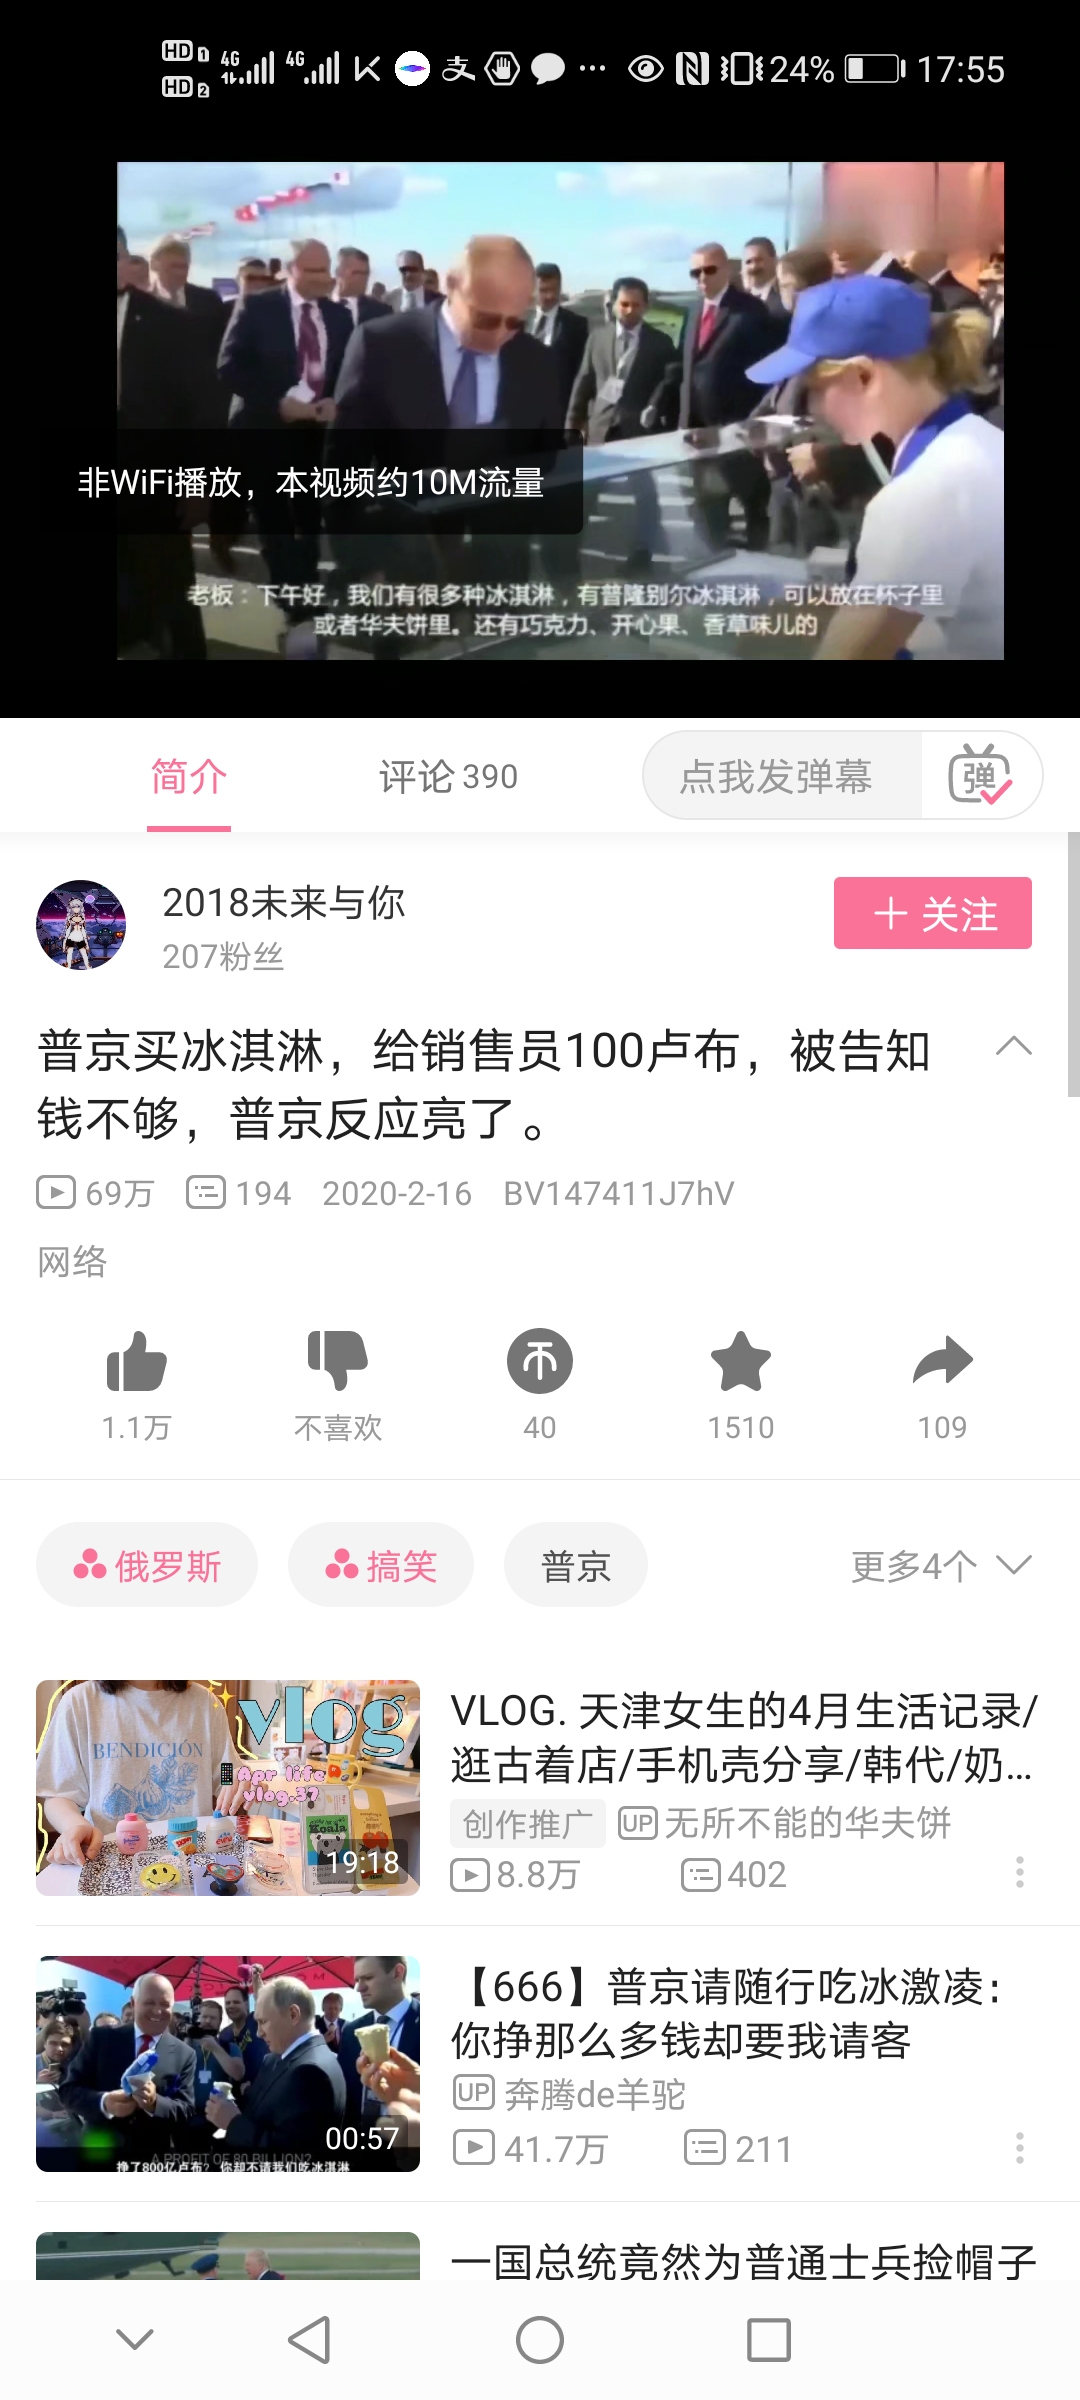 HD 1 4G 4G 24% 17:55
HD 2
非WiFi播放，本视频约10M流量
老板：下午好，我们有很多种冰淇淋，有普隆别尔冰淇淋，可以放在杯子里
或者华夫饼里。还有巧克力、开心果、香草味儿的
简介 评论 390 点我发弹幕 弹
2018未来与你
207粉丝
关注
普京买冰淇淋，给销售员100卢布，被告知
钱不够，普京反应亮了。
69万 194 2020-2-16 BV147411J7hV
网络
1.1万 不喜欢 40 1510 109
俄罗斯 搞笑 普京 更多4个
vlog
BENDICIÓN
Apr life
vlog.37
Koala
19:18
VLOG. 天津女生的4月生活记录/
逛古着店/手机壳分享/韩代/奶...
创作推广 UP 无所不能的华夫饼
8.8万 402
00:57
A PROFIT OF 80 BILLION?
挣了800亿卢布？ 你却不请我们吃冰淇淋
【666】普京请随行吃冰激凌：
你挣那么多钱却要我请客
UP 奔腾de羊驼
41.7万 211
一国总统竟然为普通士兵捡帽子